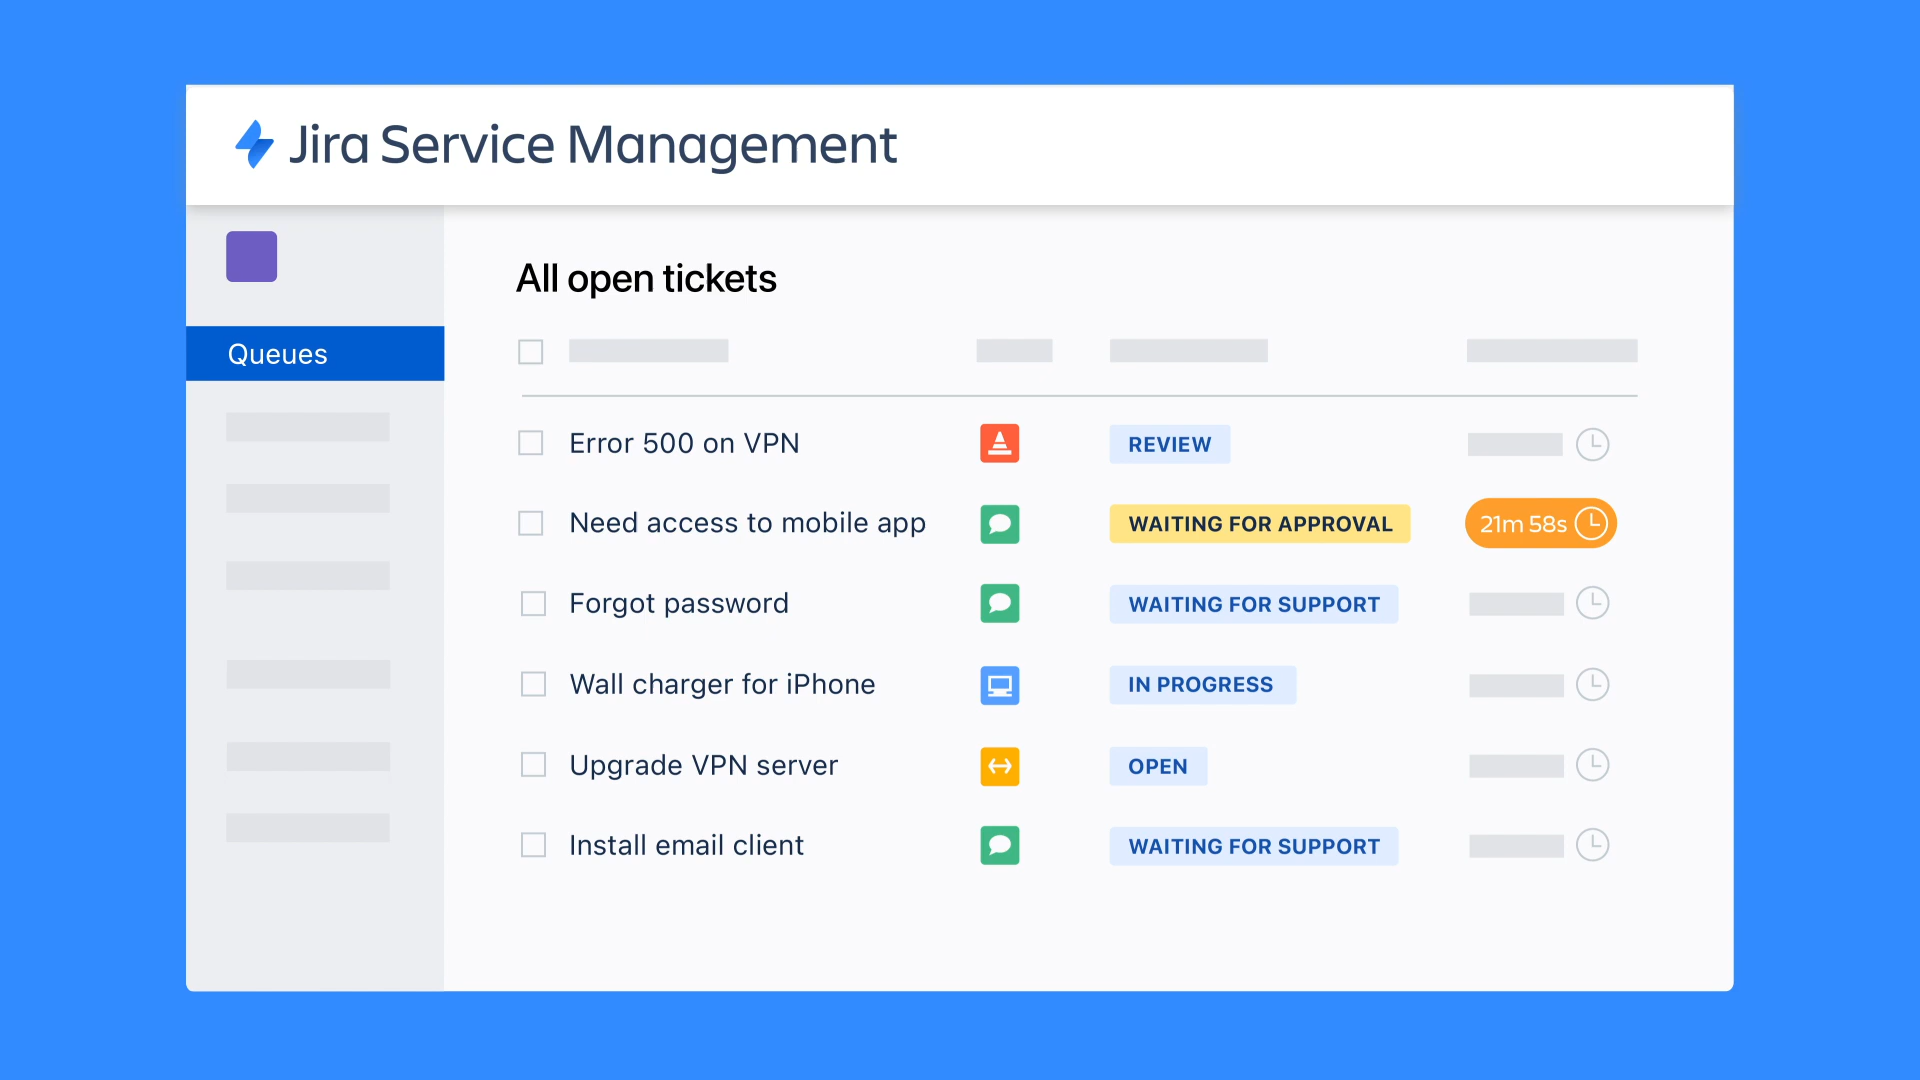 Jira Service Management
Queues
All open tickets
Error 500 on VPN REVIEW
Need access to mobile app WAITING FOR APPROVAL 21m 58s
Forgot password WAITING FOR SUPPORT
Wall charger for iPhone IN PROGRESS
Upgrade VPN server OPEN
Install email client WAITING FOR SUPPORT